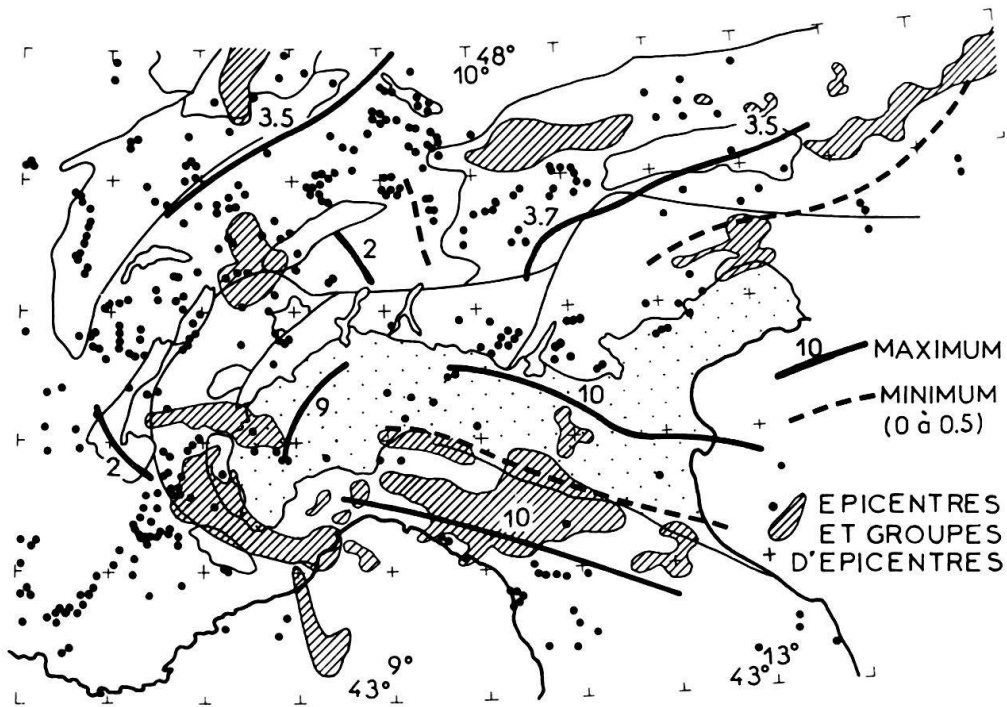 48°
10°
3.5
3.5
3.7
2
10
MAXIMUM
10
9
MINIMUM
(0 à 0.5)
2
10
EPICENTRES
ET GROUPES
D'EPICENTRES
9°
43°
13°
43°